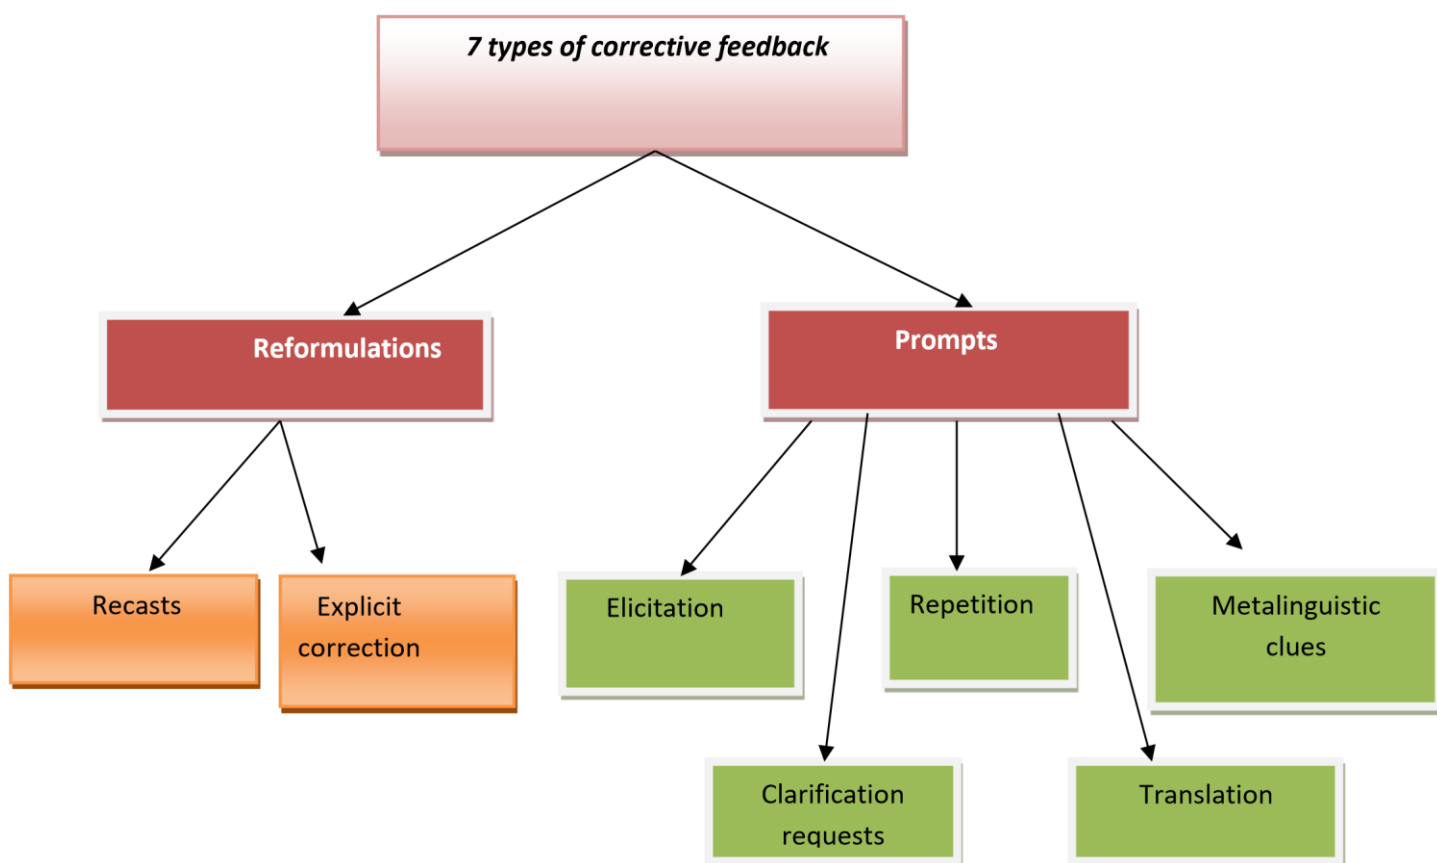 7 types of corrective feedback
Reformulations
Prompts
Recasts
Explicit
correction
Elicitation
Repetition
Metalinguistic
clues
Clarification
requests
Translation